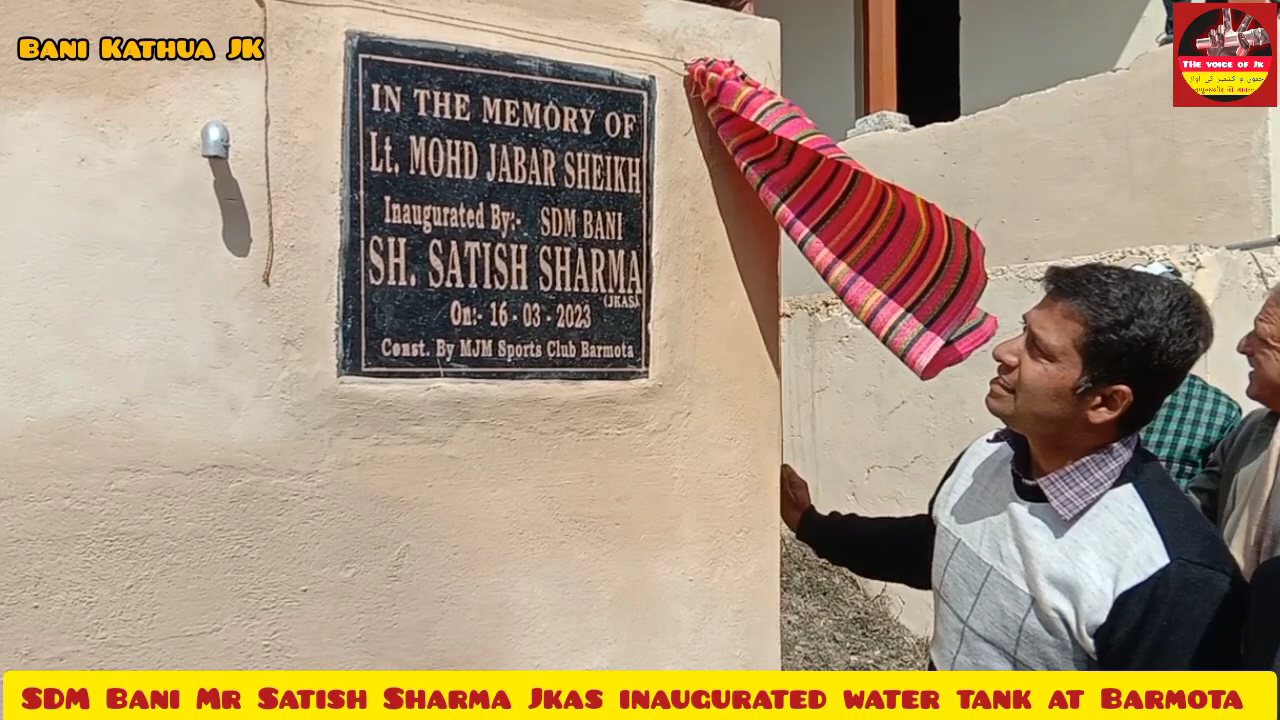 Bani Kathua JK
The voice of Jk
IN THE MEMORY OF
Lt. MOHD JABAR SHEIKH
Inaugurated By:- SDM BANI
SH. SATISH SHARMA
(JKAS)
On:- 16 - 03 - 2023
Const. By MJM Sports Club Barmota
SDM Bani Mr Satish Sharma Jkas inaugurated water tank at Barmota